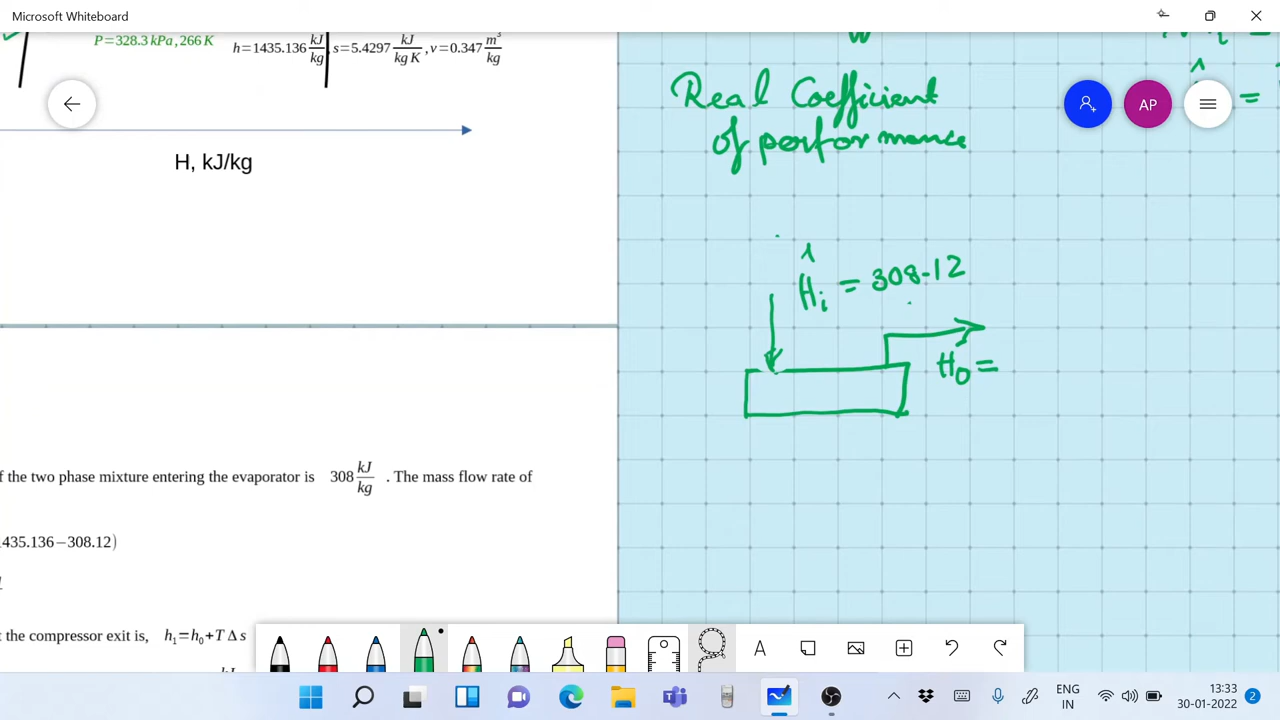 Microsoft Whiteboard
P=328.3 kPa, 266 K
h=1435.136 kJ/kg, s=5.4297 kJ/kg K, v=0.347 m³/kg
H, kJ/kg
Real Coefficient
of performance
AP
=
Ĥi = 308.12
H0 =
f the two phase mixture entering the evaporator is 308 kJ/kg . The mass flow rate of
435.136−308.12)
t the compressor exit is, h₁=h₀+T Δ s
kJ
A
ENG
IN
13:33
30-01-2022
2